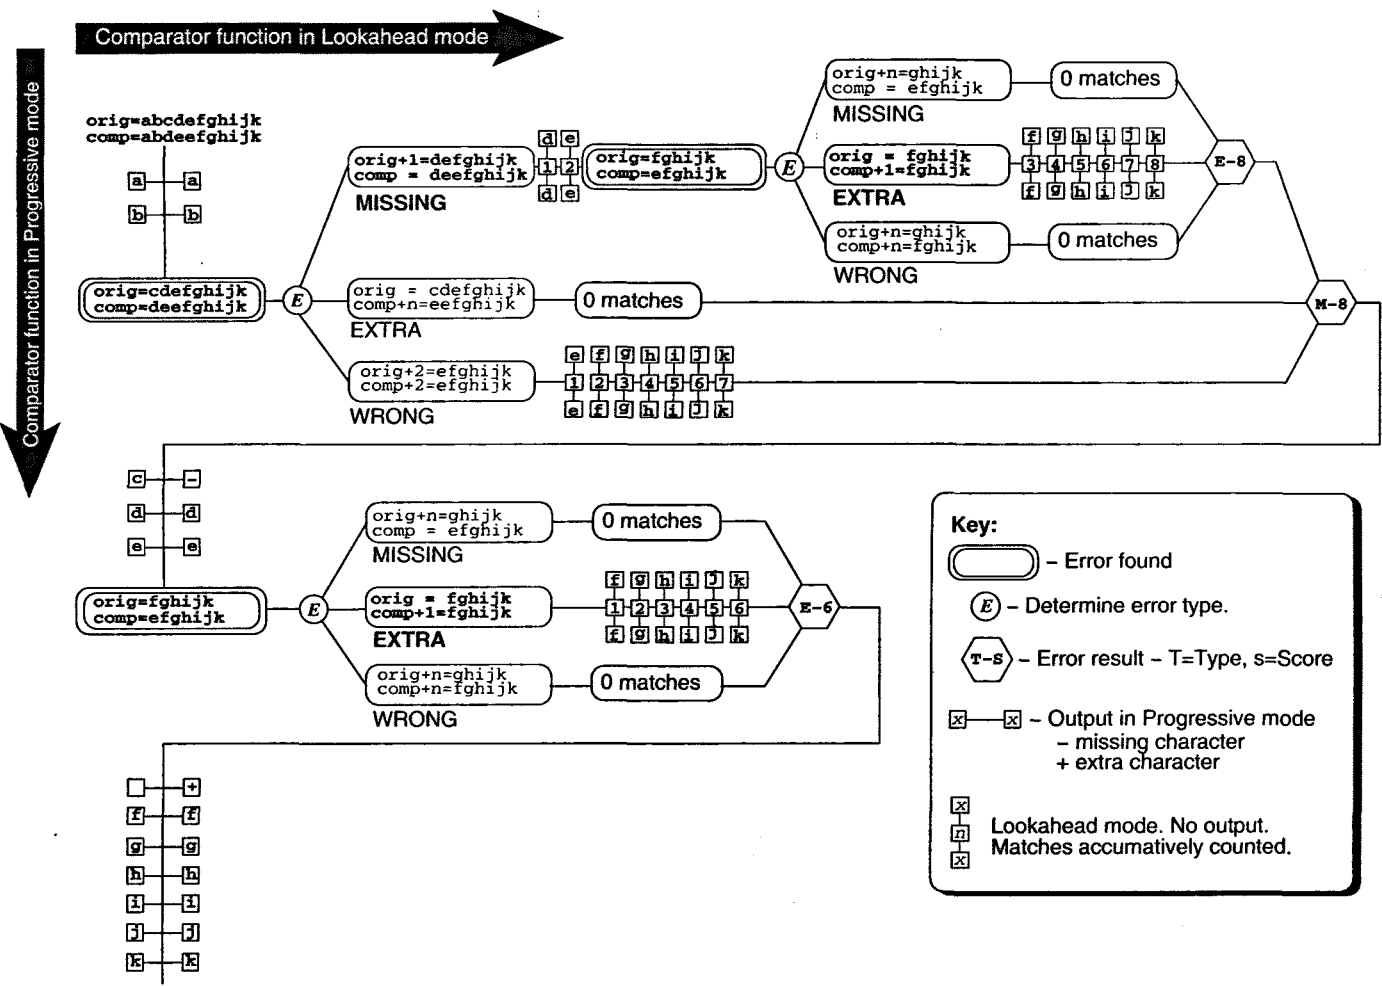 Comparator function in Lookahead mode
Comparator function in Progressive mode
orig=abcdefghijk
comp=abdeefghijk
a a
b b
orig=cdefghijk
comp=deefghijk
E
orig+1=defghijk
comp = deefghijk
MISSING
d e
1 2
d e
orig=fghijk
comp=efghijk
E
orig+n=ghijk
comp = efghijk
MISSING
0 matches
orig = fghijk
comp+1=fghijk
EXTRA
f g h i j k
3 4 5 6 7 8
f g h i j k
E-8
orig+n=ghijk
comp+n=fghijk
WRONG
0 matches
orig = cdefghijk
comp+n=eefghijk
EXTRA
0 matches
M-8
orig+2=efghijk
comp+2=efghijk
WRONG
e f g h i j k
1 2 3 4 5 6 7
e f g h i j k
c -
d d
e e
orig=fghijk
comp=efghijk
E
orig+n=ghijk
comp = efghijk
MISSING
0 matches
orig = fghijk
comp+1=fghijk
EXTRA
f g h i j k
1 2 3 4 5 6
f g h i j k
E-6
orig+n=ghijk
comp+n=fghijk
WRONG
0 matches
+
f f
g g
h h
i i
j j
k k
Key:
– Error found
E – Determine error type.
T-S – Error result – T=Type, s=Score
x x – Output in Progressive mode
– missing character
+ extra character
x
n
x
Lookahead mode. No output.
Matches accumatively counted.